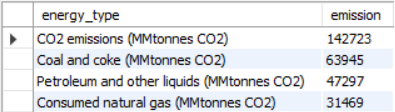 energy_type emission
CO2 emissions (MMtonnes CO2) 142723
Coal and coke (MMtonnes CO2) 63945
Petroleum and other liquids (MMtonnes CO2) 47297
Consumed natural gas (MMtonnes CO2) 31469